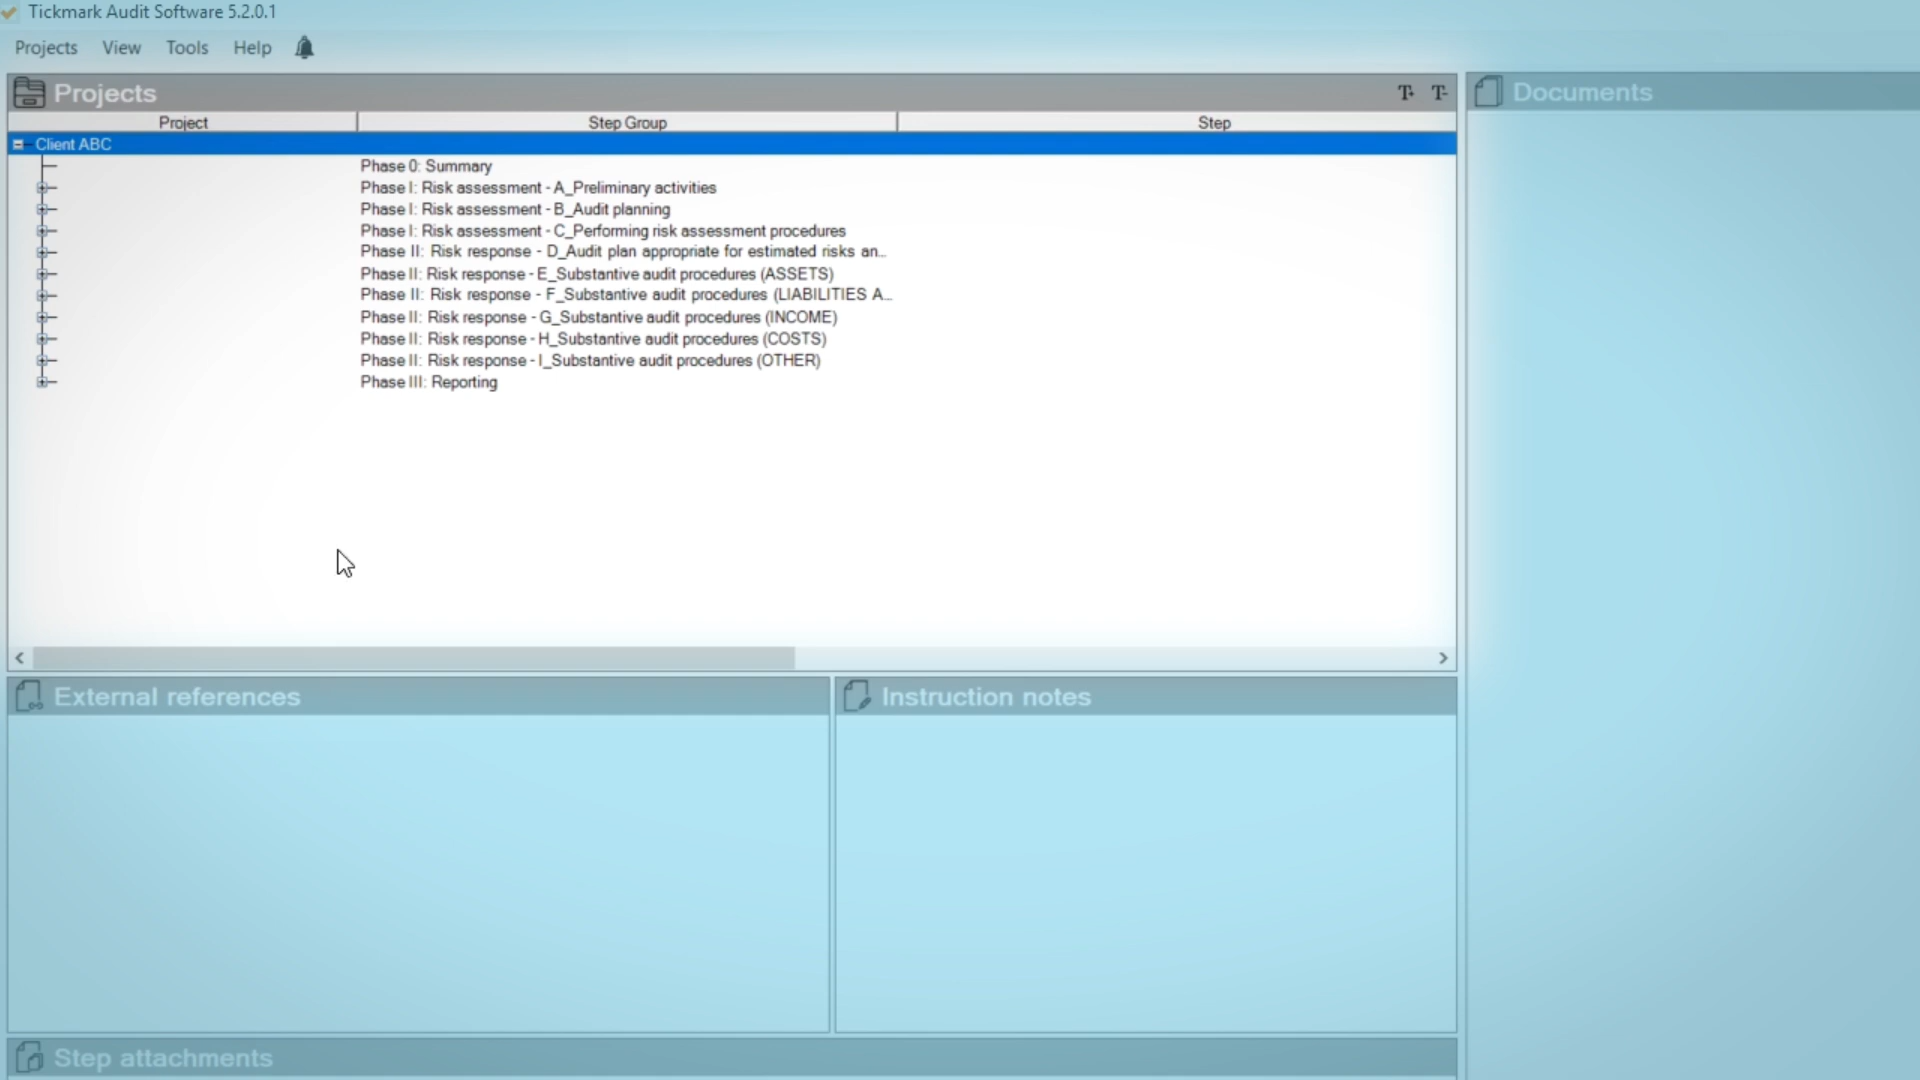 Tickmark Audit Software 5.2.0.1
Projects View Tools Help
Projects
Documents
Project Step Group Step
Client ABC
Phase 0: Summary
Phase I: Risk assessment - A_Preliminary activities
Phase I: Risk assessment - B_Audit planning
Phase I: Risk assessment - C_Performing risk assessment procedures
Phase II: Risk response - D_Audit plan appropriate for estimated risks an...
Phase II: Risk response - E_Substantive audit procedures (ASSETS)
Phase II: Risk response - F_Substantive audit procedures (LIABILITIES A...
Phase II: Risk response - G_Substantive audit procedures (INCOME)
Phase II: Risk response - H_Substantive audit procedures (COSTS)
Phase II: Risk response - I_Substantive audit procedures (OTHER)
Phase III: Reporting
External references
Instruction notes
Step attachments